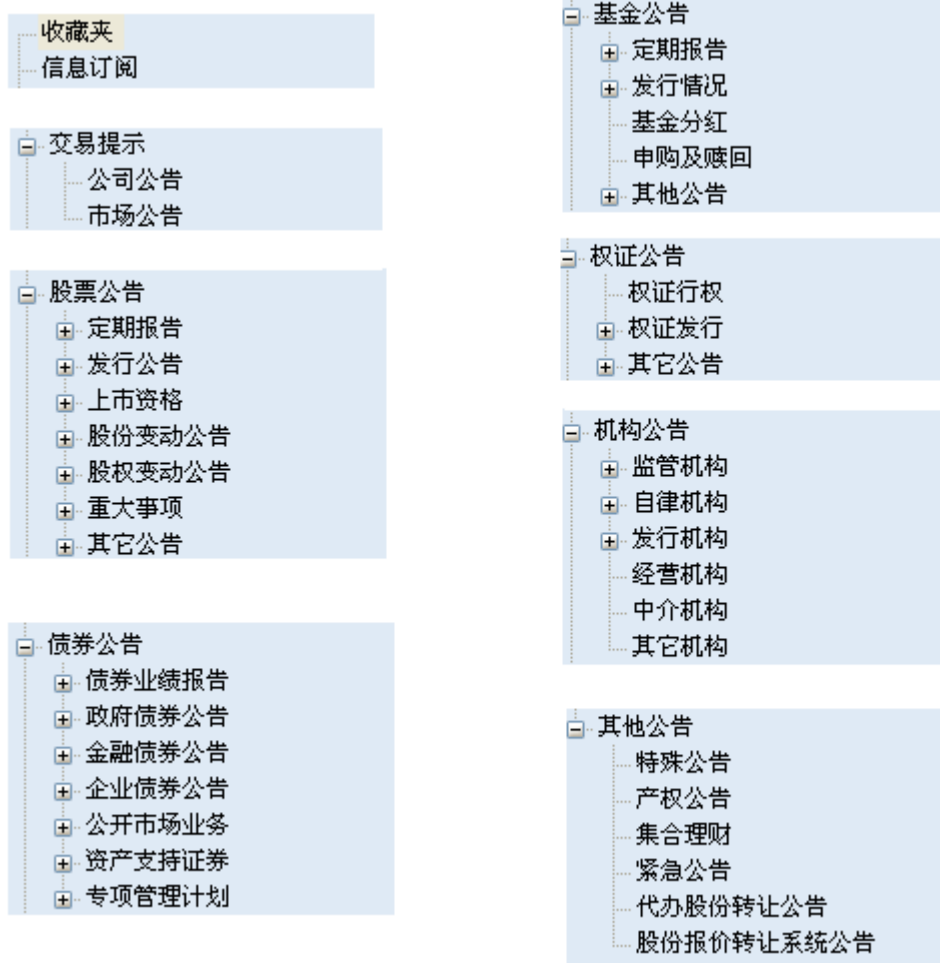 收藏夹
信息订阅
交易提示
公司公告
市场公告
股票公告
定期报告
发行公告
上市资格
股份变动公告
股权变动公告
重大事项
其它公告
债券公告
债券业绩报告
政府债券公告
金融债券公告
企业债券公告
公开市场业务
资产支持证券
专项管理计划
基金公告
定期报告
发行情况
基金分红
申购及赎回
其他公告
权证公告
权证行权
权证发行
其它公告
机构公告
监管机构
自律机构
发行机构
经营机构
中介机构
其它机构
其他公告
特殊公告
产权公告
集合理财
紧急公告
代办股份转让公告
股份报价转让系统公告